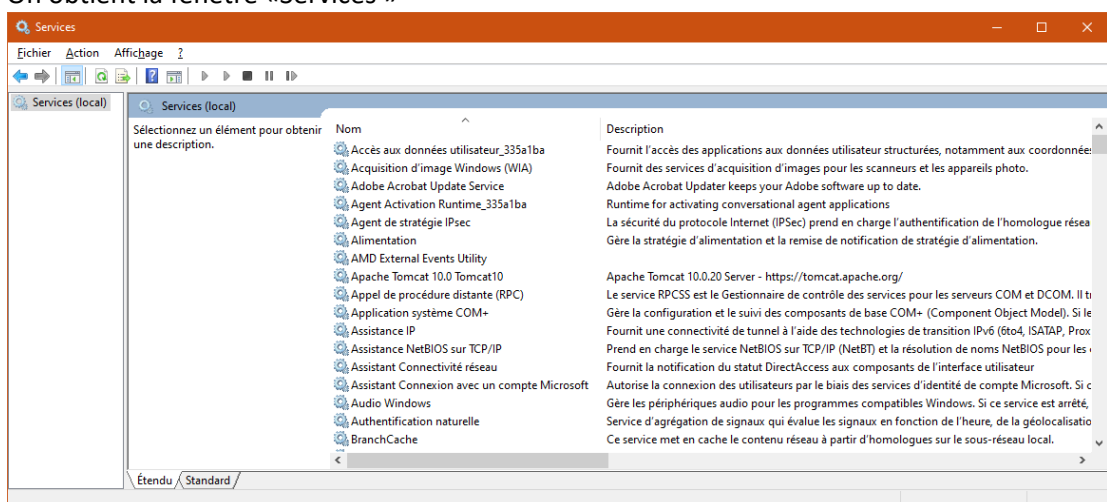 On obtient la fenêtre «Services »
Services
Fichier Action Affichage ?
Services (local)
Services (local)
Sélectionnez un élément pour obtenir
une description.
Nom Description
Accès aux données utilisateur_335a1ba Fournit l'accès des applications aux données utilisateur structurées, notamment aux coordonnée
Acquisition d'image Windows (WIA) Fournit des services d'acquisition d'images pour les scanneurs et les appareils photo.
Adobe Acrobat Update Service Adobe Acrobat Updater keeps your Adobe software up to date.
Agent Activation Runtime_335a1ba Runtime for activating conversational agent applications
Agent de stratégie IPsec La sécurité du protocole Internet (IPSec) prend en charge l'authentification de l'homologue résea
Alimentation Gère la stratégie d'alimentation et la remise de notification de stratégie d'alimentation.
AMD External Events Utility
Apache Tomcat 10.0 Tomcat10 Apache Tomcat 10.0.20 Server - https://tomcat.apache.org/
Appel de procédure distante (RPC) Le service RPCSS est le Gestionnaire de contrôle des services pour les serveurs COM et DCOM. Il
Application système COM+ Gère la configuration et le suivi des composants de base COM+ (Component Object Model). Si le
Assistance IP Fournit une connectivité de tunnel à l'aide des technologies de transition IPv6 (6to4, ISATAP, Prox
Assistance NetBIOS sur TCP/IP Prend en charge le service NetBIOS sur TCP/IP (NetBT) et la résolution de noms NetBIOS pour les
Assistant Connectivité réseau Fournit la notification du statut DirectAccess aux composants de l'interface utilisateur
Assistant Connexion avec un compte Microsoft Autorise la connexion des utilisateurs par le biais des services d'identité de compte Microsoft. Si c
Audio Windows Gère les périphériques audio pour les programmes compatibles Windows. Si ce service est arrêté,
Authentification naturelle Service d'agrégation de signaux qui évalue les signaux en fonction de l'heure, de la géolocalisatio
BranchCache Ce service met en cache le contenu réseau à partir d'homologues sur le sous-réseau local.
Étendu Standard